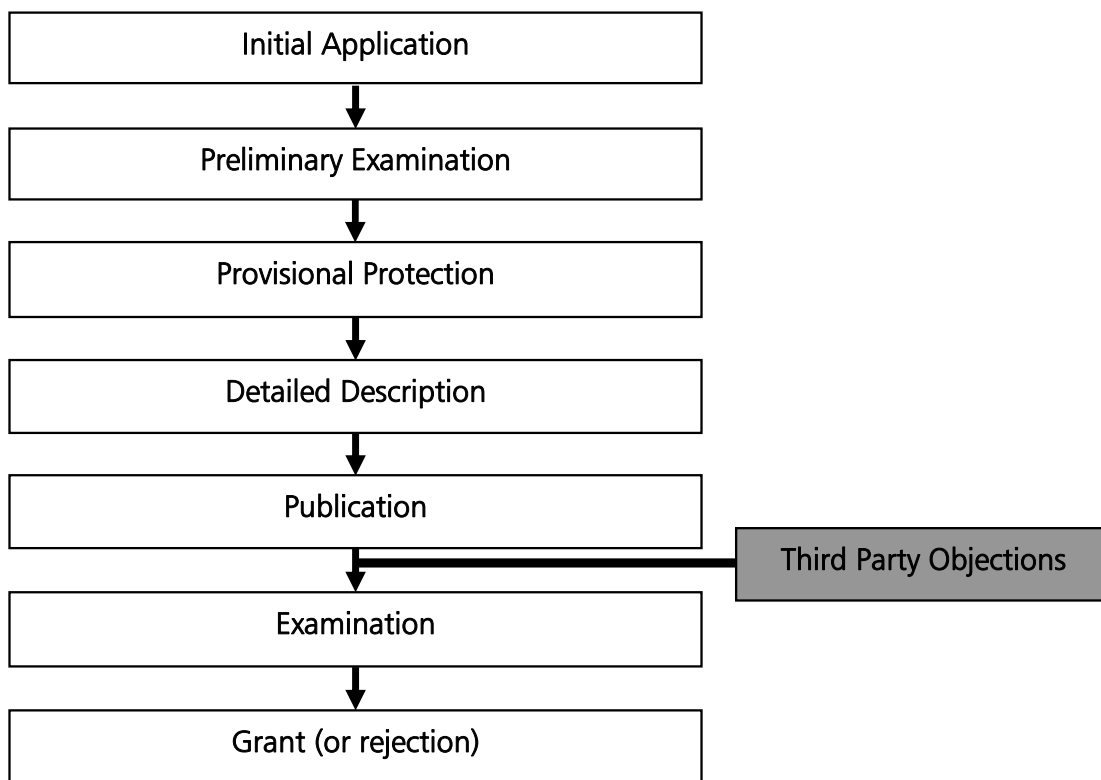 Initial Application
Preliminary Examination
Provisional Protection
Detailed Description
Publication
Third Party Objections
Examination
Grant (or rejection)